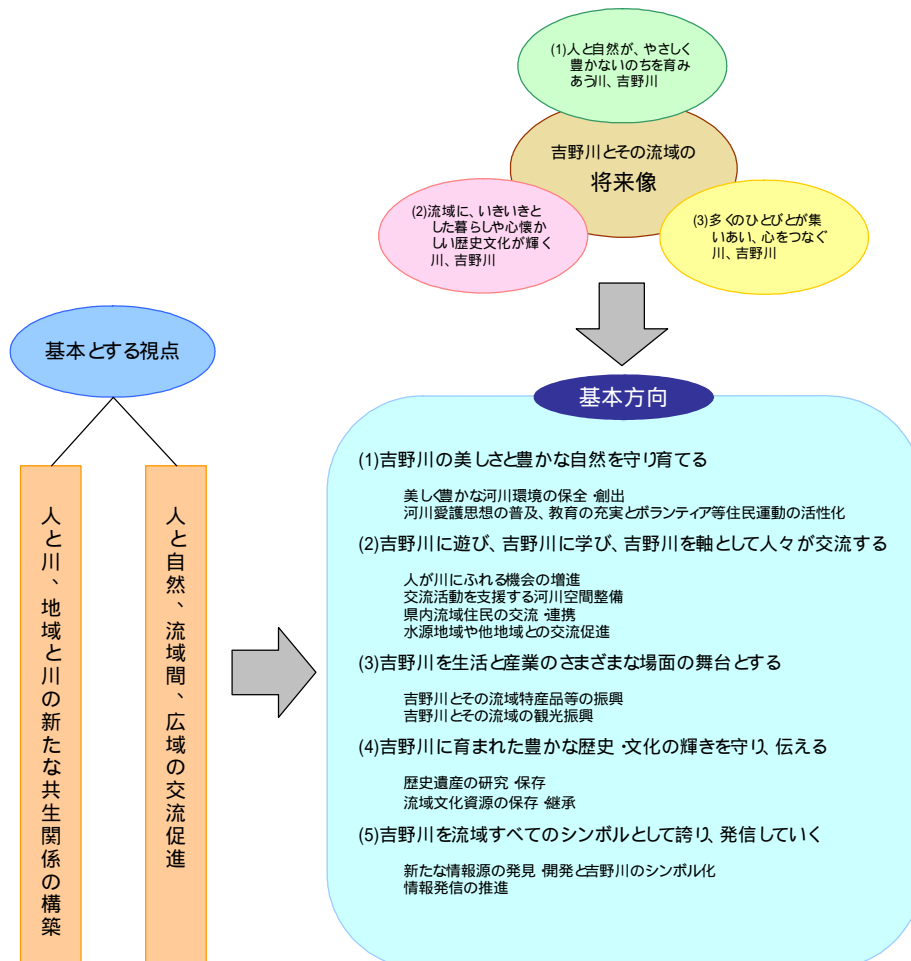 (1)人と自然が、やさしく
豊かないのちを育み
あう川、吉野川
吉野川とその流域の
将来像
(2)流域に、いきいきと
した暮らしや心懐か
しい歴史文化が輝く
川、吉野川
(3)多くのひとびとが集
いあい、心をつなぐ
川、吉野川
基本とする視点
人と川、地域と川の新たな共生関係の構築
人と自然、流域間、広域の交流促進
基本方向
(1)吉野川の美しさと豊かな自然を守り育てる
美しく豊かな河川環境の保全・創出
河川愛護思想の普及、教育の充実とボランティア等住民運動の活性化
(2)吉野川に遊び、吉野川に学び、吉野川を軸として人々が交流する
人が川にふれる機会の増進
交流活動を支援する河川空間整備
県内流域住民の交流・連携
水源地域や他地域との交流促進
(3)吉野川を生活と産業のさまざまな場面の舞台とする
吉野川とその流域特産品等の振興
吉野川とその流域の観光振興
(4)吉野川に育まれた豊かな歴史・文化の輝きを守り、伝える
歴史遺産の研究・保存
流域文化資源の保存・継承
(5)吉野川を流域すべてのシンボルとして誇り、発信していく
新たな情報源の発見・開発と吉野川のシンボル化
情報発信の推進